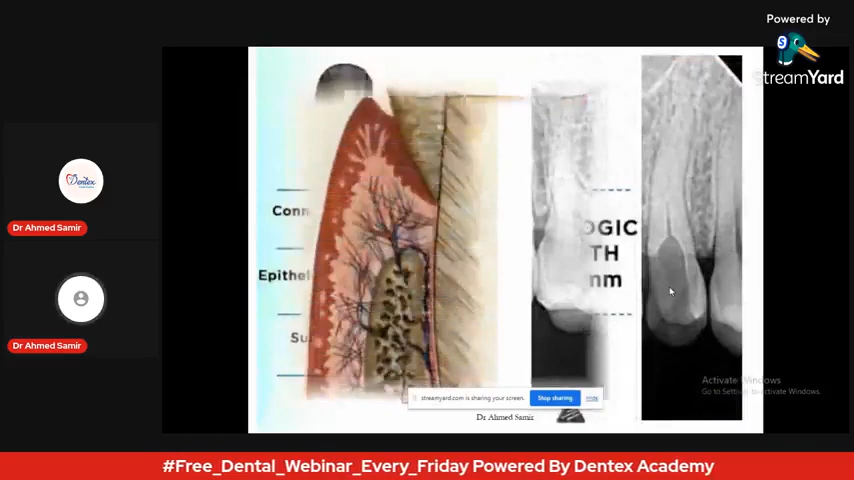 Powered by
StreamYard
Dentex
Dr Ahmed Samir
Dr Ahmed Samir
Conn
Epithel
Su
OGIC
TH
nm
streamyard.com is sharing your screen.
Stop sharing
Hide
Dr Ahmed Samir
Activate Windows
Go to Settings to activate Windows.
#Free_Dental_Webinar_Every_Friday Powered By Dentex Academy